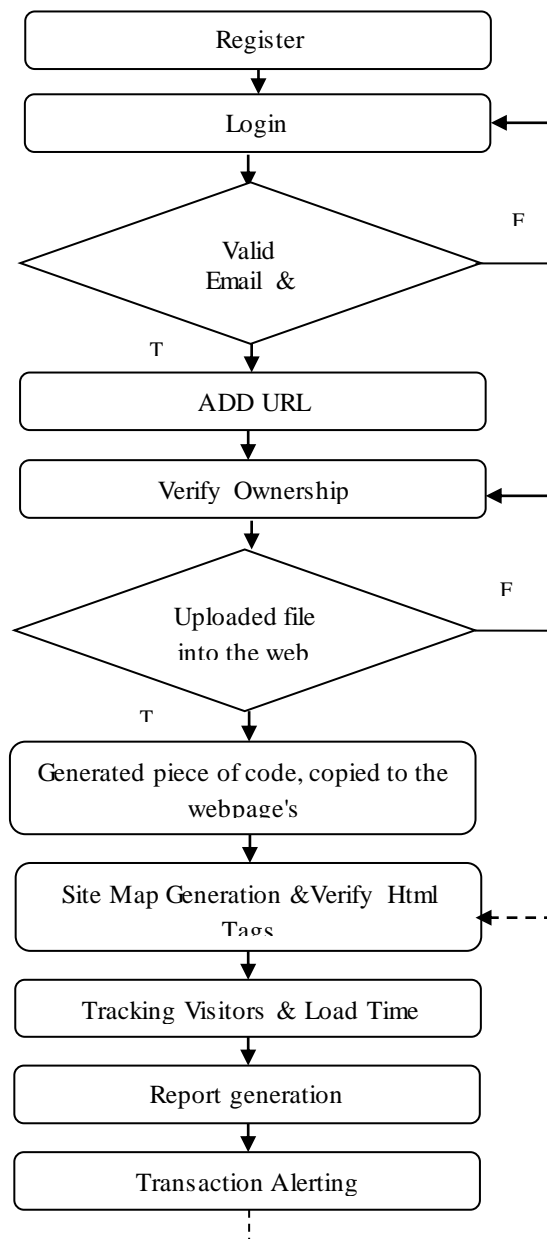 Register
Login
F
Valid
Email &
T
ADD URL
Verify Ownership
F
Uploaded file
into the web
T
Generated piece of code, copied to the
webpage's
Site Map Generation &Verify Html
Tags
Tracking Visitors & Load Time
Report generation
Transaction Alerting